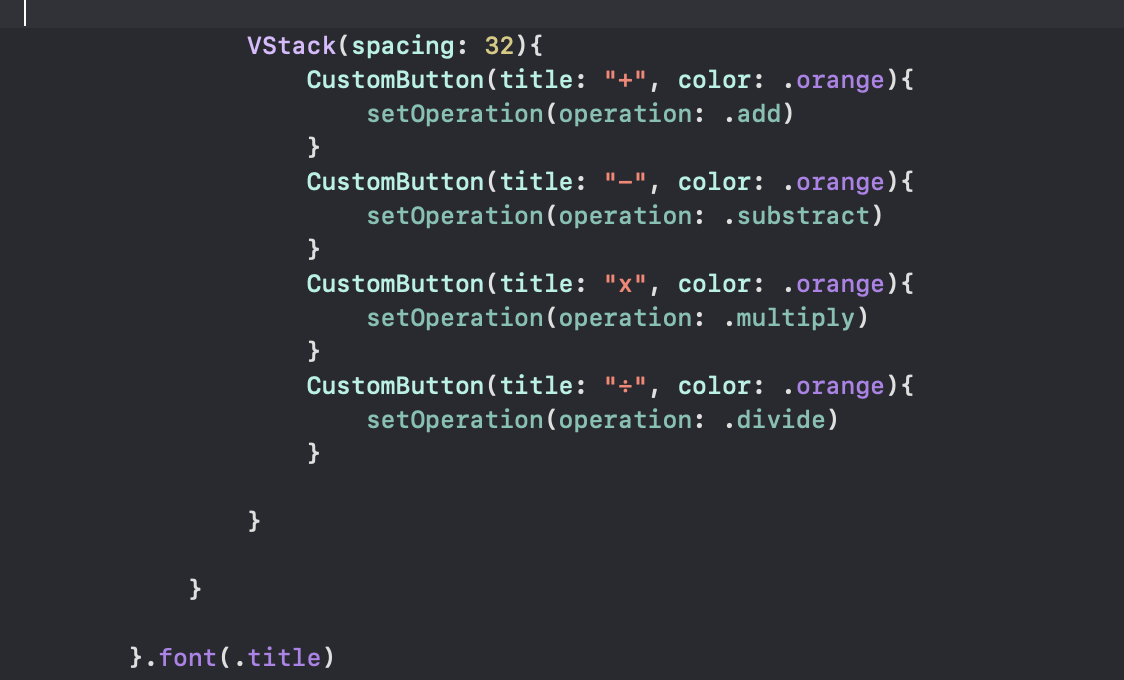 VStack(spacing: 32){
CustomButton(title: "+", color: .orange){
setOperation(operation: .add)
}
CustomButton(title: "−", color: .orange){
setOperation(operation: .substract)
}
CustomButton(title: "x", color: .orange){
setOperation(operation: .multiply)
}
CustomButton(title: "÷", color: .orange){
setOperation(operation: .divide)
}
}
}
}.font(.title)